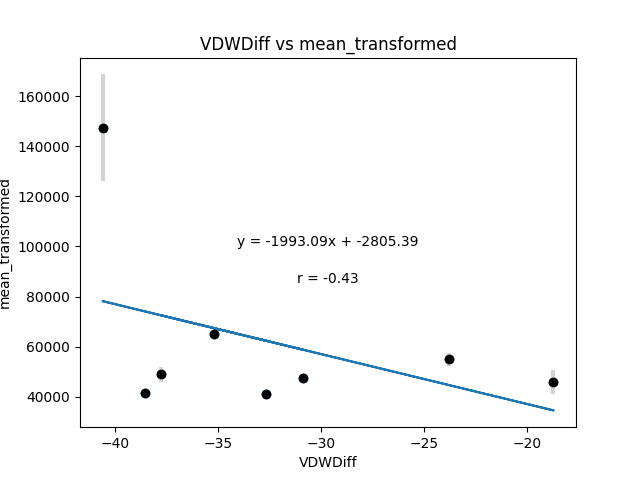 VDWDiff vs mean_transformed
mean_transformed
160000
140000
120000
100000
80000
60000
40000
y = -1993.09x + -2805.39
r = -0.43
−40
−35
−30
−25
−20
VDWDiff